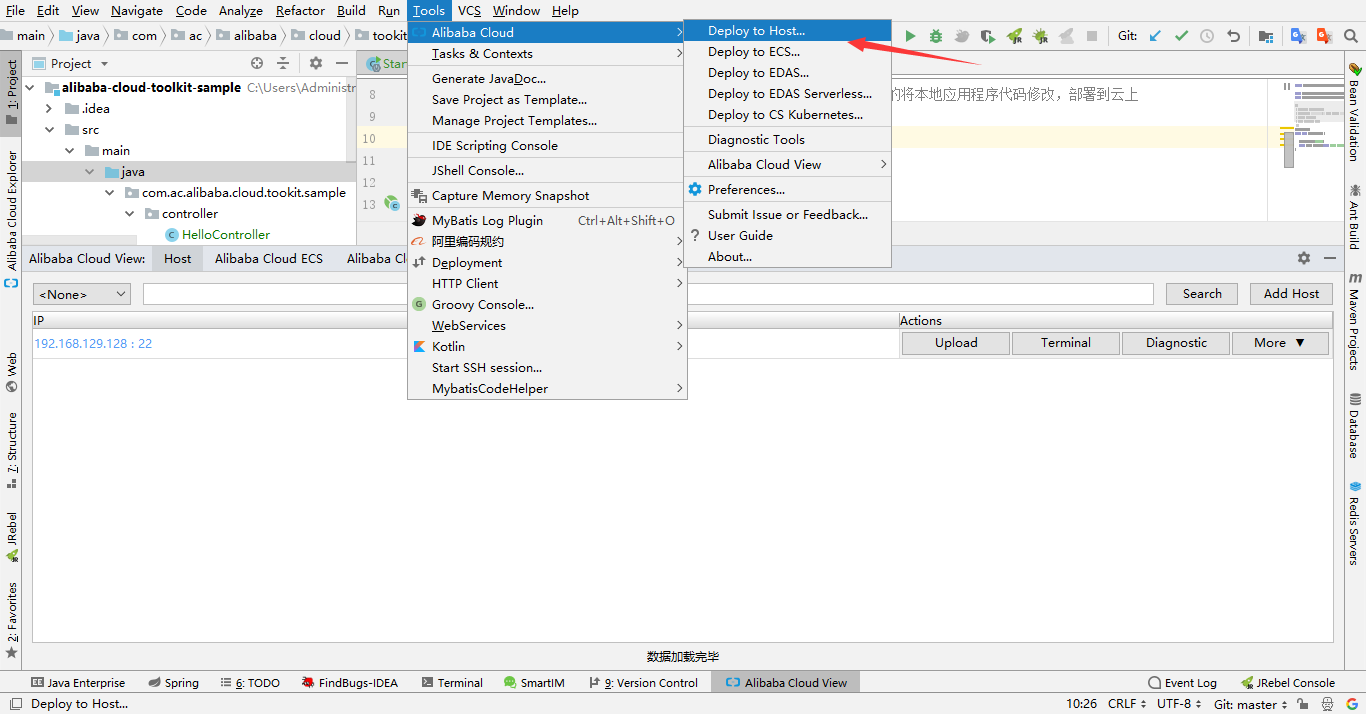 File Edit View Navigate Code Analyze Refactor Build Run Tools VCS Window Help
main java com ac alibaba cloud tookit
Git:
Alibaba Cloud
Tasks & Contexts
Generate JavaDoc...
Save Project as Template...
Manage Project Templates...
IDE Scripting Console
JShell Console...
Capture Memory Snapshot
MyBatis Log Plugin Ctrl+Alt+Shift+O
阿里编码规约
Deployment
HTTP Client
Groovy Console...
WebServices
Kotlin
Start SSH session...
MybatisCodeHelper
Deploy to Host...
Deploy to ECS...
Deploy to EDAS...
Deploy to EDAS Serverless...
Deploy to CS Kubernetes...
Diagnostic Tools
Alibaba Cloud View
Preferences...
Submit Issue or Feedback...
User Guide
About...
Project
alibaba-cloud-toolkit-sample C:\Users\Administr
.idea
src
main
java
com.ac.alibaba.cloud.tookit.sample
controller
HelloController
Star
8
9
10
11
12
13
的将本地应用程序代码修改，部署到云上
Alibaba Cloud View: Host Alibaba Cloud ECS Alibaba Cl
<None> Search Add Host
IP Actions
192.168.129.128 : 22 Upload Terminal Diagnostic More ▼
数据加载完毕
1: Project
Alibaba Cloud Explorer
Web
7: Structure
JRebel
2: Favorites
Bean Validation
Ant Build
Maven Projects
Database
Redis Servers
Java Enterprise Spring 6: TODO FindBugs-IDEA Terminal SmartIM 9: Version Control Alibaba Cloud View Event Log JRebel Console
Deploy to Host... 10:26 CRLF UTF-8 Git: master